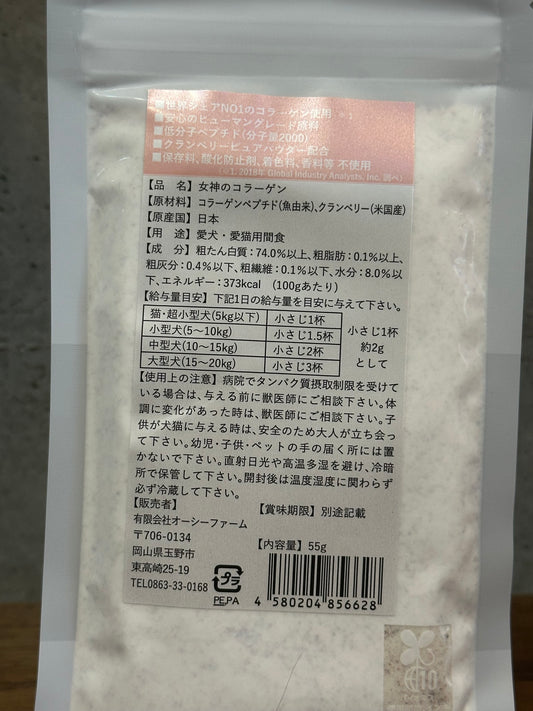 ■世界シェアNO1のコラーゲン使用 ※1
■安心のヒューマングレード原料
■低分子ペプチド(分子量2000)
■クランベリーピュアパウダー配合
■保存料、酸化防止剤、着色料、香料等 不使用
(※1. 2018年 Global Industry Analysts, Inc. 調べ)
【品 名】女神のコラーゲン
【原材料】コラーゲンペプチド(魚由来)、クランベリー(米国産)
【原産国】日本
【用 途】愛犬・愛猫用間食
【成 分】粗たん白質:74.0%以上、粗脂肪:0.1%以上、
粗灰分:0.4%以下、粗繊維:0.1%以下、水分:8.0%以
下、エネルギー:373kcal (100gあたり)
【給与量目安】下記1日の給与量を目安に与えて下さい。
猫・超小型犬(5kg以下) 小さじ1杯
小型犬(5〜10kg) 小さじ1.5杯
中型犬(10〜15kg) 小さじ2杯
大型犬(15〜20kg) 小さじ3杯
小さじ1杯
約2g
として
【使用上の注意】病院でタンパク質摂取制限を受けて
いる場合は、与える前に獣医師にご相談下さい。体
調に変化があった時は、獣医師にご相談下さい。子
供が犬猫に与える時は、安全のため大人が立ち会っ
て下さい。幼児・子供・ペットの手の届く所には置
かないで下さい。直射日光や高温多湿を避け、冷暗
所で保管して下さい。開封後は温度湿度に関わらず
必ず冷蔵して下さい。
【販売者】
有限会社オーシーファーム
〒706-0134
岡山県玉野市
東高崎25-19
TEL0863-33-0168
【賞味期限】別途記載
【内容量】55g
プラ
PE,PA
4 580204 856628